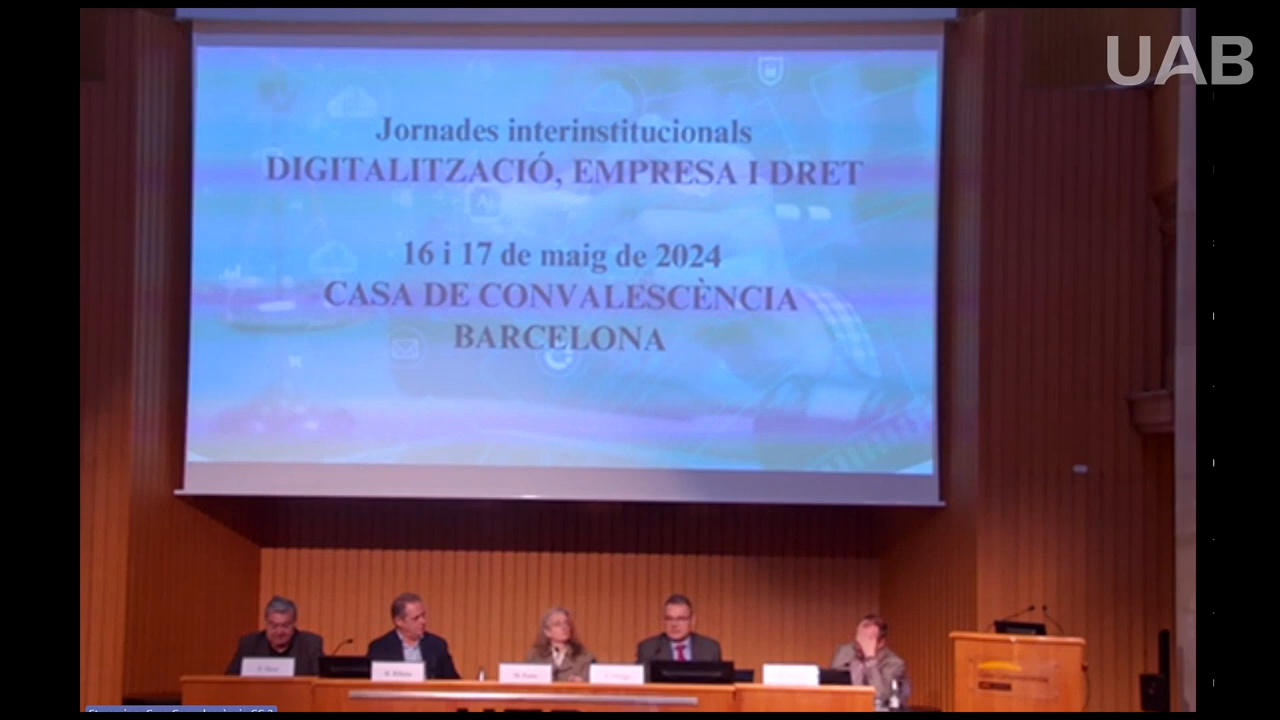 UAB
Jornades interinstitucionals
DIGITALITZACIÓ, EMPRESA I DRET
16 i 17 de maig de 2024
CASA DE CONVALESCÈNCIA
BARCELONA